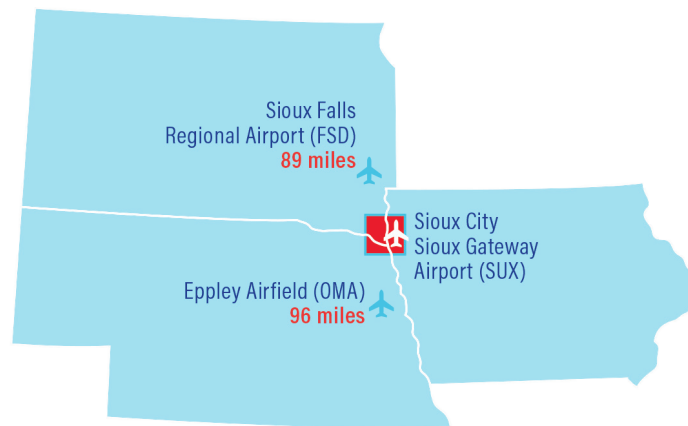 Sioux Falls
Regional Airport (FSD)
89 miles
Sioux City
Sioux Gateway
Airport (SUX)
Eppley Airfield (OMA)
96 miles